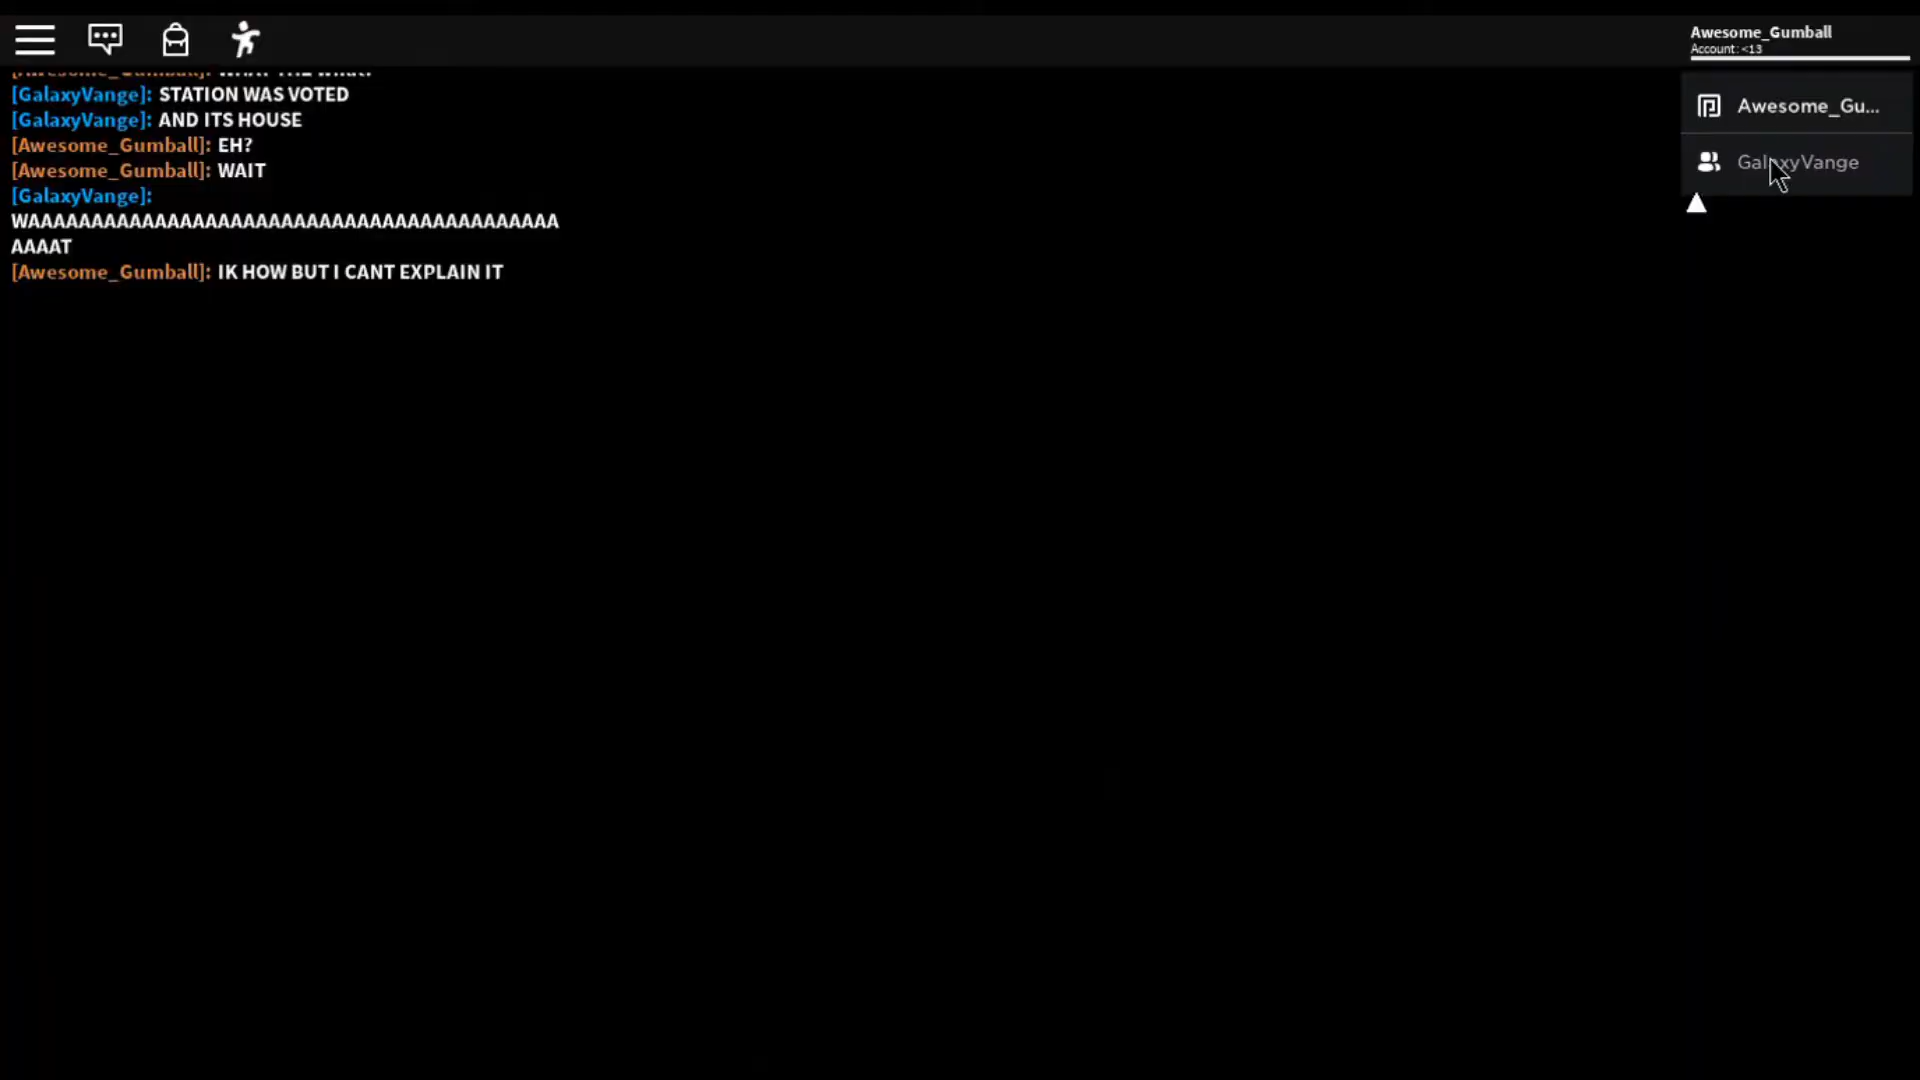 Awesome_Gumball
Account: <13
[GalaxyVange]: STATION WAS VOTED
[GalaxyVange]: AND ITS HOUSE
[Awesome_Gumball]: EH?
[Awesome_Gumball]: WAIT
[GalaxyVange]:
WAAAAAAAAAAAAAAAAAAAAAAAAAAAAAAAAAAAAAAAAAA
AAAAT
[Awesome_Gumball]: IK HOW BUT I CANT EXPLAIN IT
Awesome_Gu...
GalaxyVange